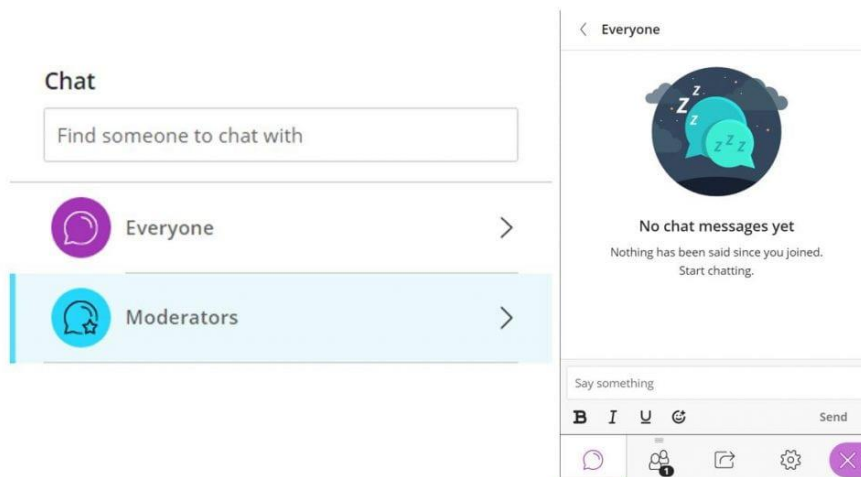 Chat
Find someone to chat with
Everyone
Moderators
Everyone
z z z
z z z
No chat messages yet
Nothing has been said since you joined.
Start chatting.
Say something
B I U
Send
1